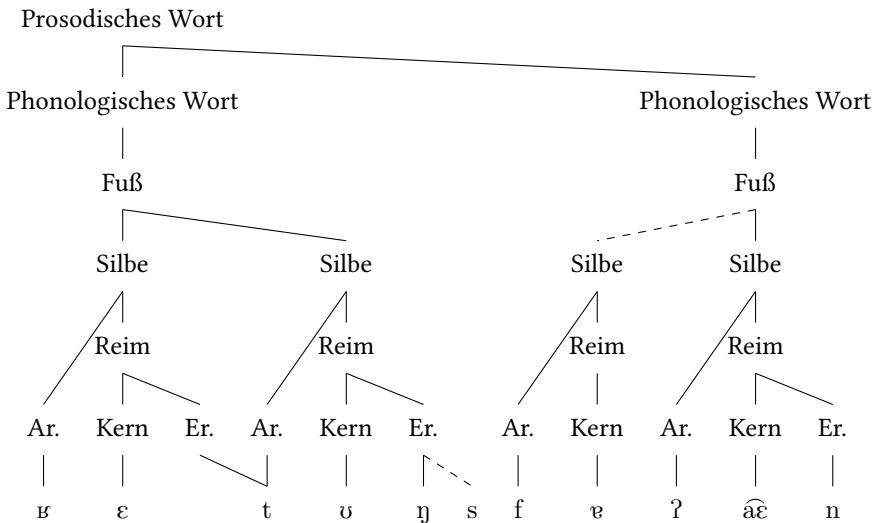 Prosodisches Wort
Phonologisches Wort Phonologisches Wort
Fuß Fuß
Silbe Silbe Silbe Silbe
Reim Reim Reim Reim
Ar. Kern Er. Ar. Kern Er. Ar. Kern Ar. Kern Er.
ʁ ɛ t ʊ ŋ s f ɐ ʔ a͡ɛ n